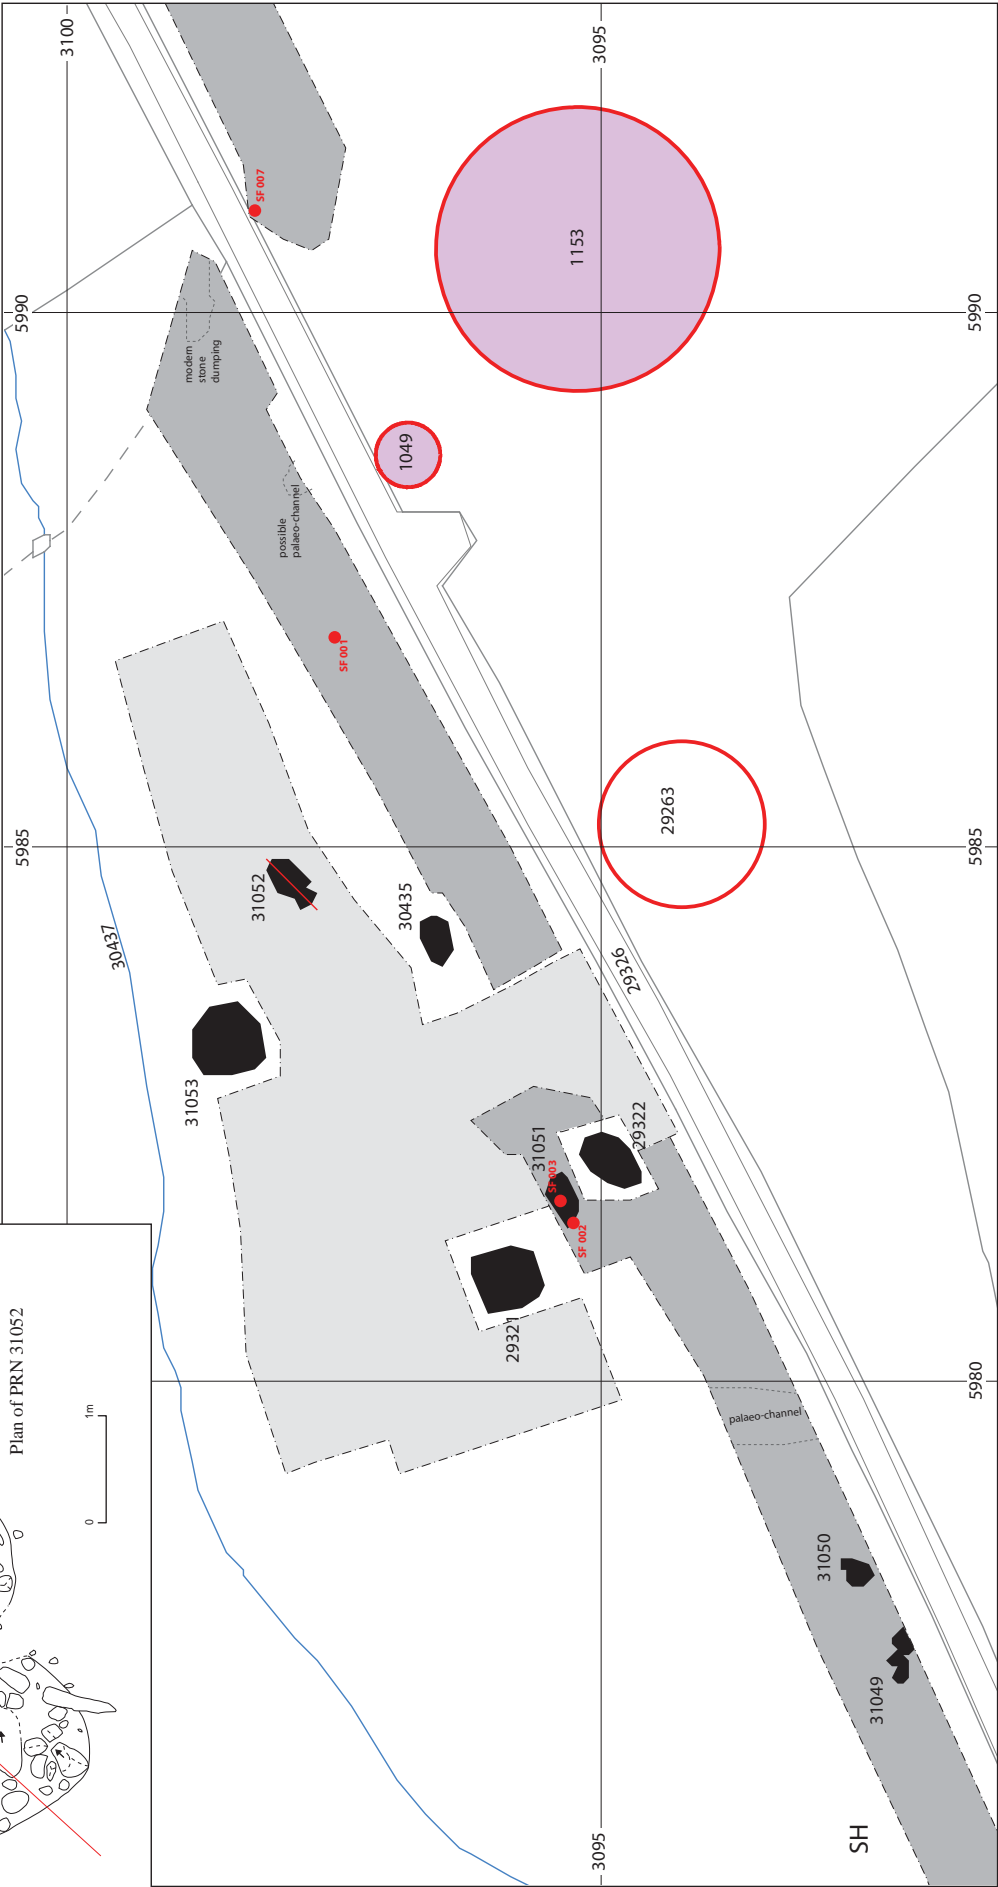 3100
3095
5990
5990
SF 007
1153
modern
stone
dumping
1049
possible
palaeo-channel
SF 001
5985
5985
31052
30435
30437
29263
29326
31053
31051
29322
SF 003
SF 002
29321
Plan of PRN 31052
0
1m
5980
palaeo-channel
31050
31049
3095
SH